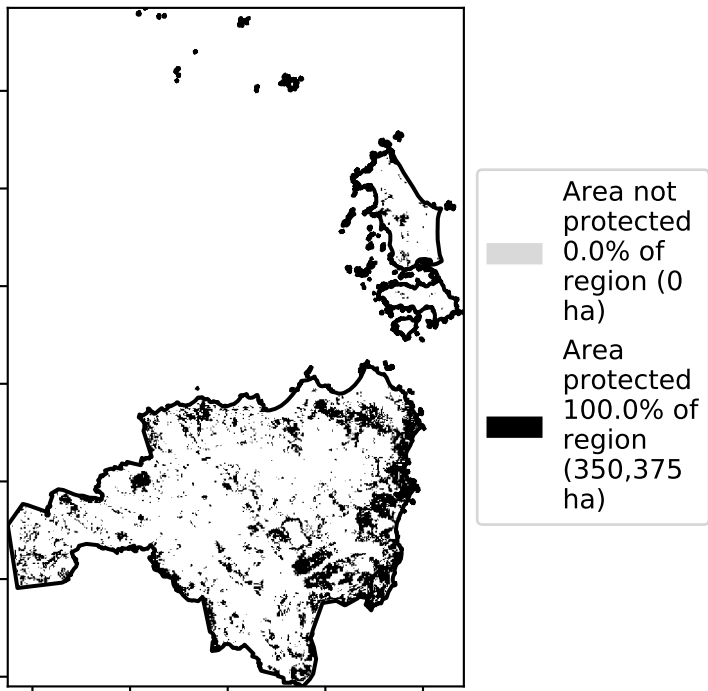 Area not
protected
0.0% of
region (0
ha)
Area
protected
100.0% of
region
(350,375
ha)